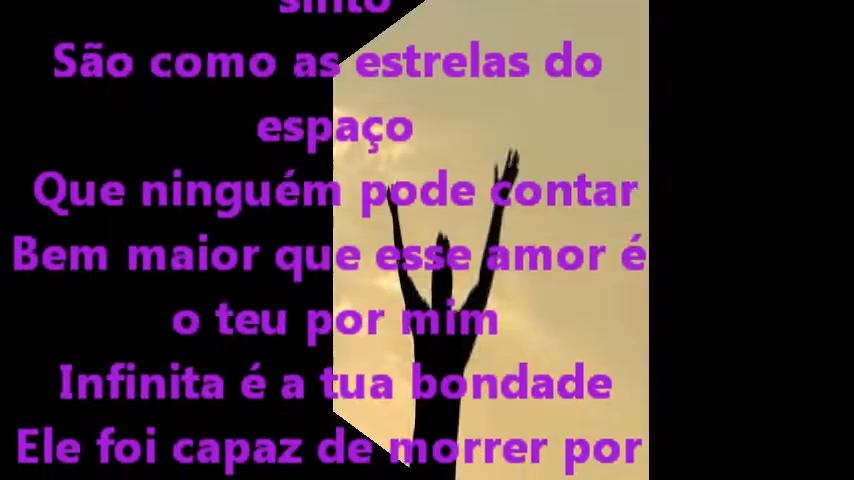 sinto
São como as estrelas do
espaço
Que ninguém pode contar
Bem maior que esse amor é
o teu por mim
Infinita é a tua bondade
Ele foi capaz de morrer por